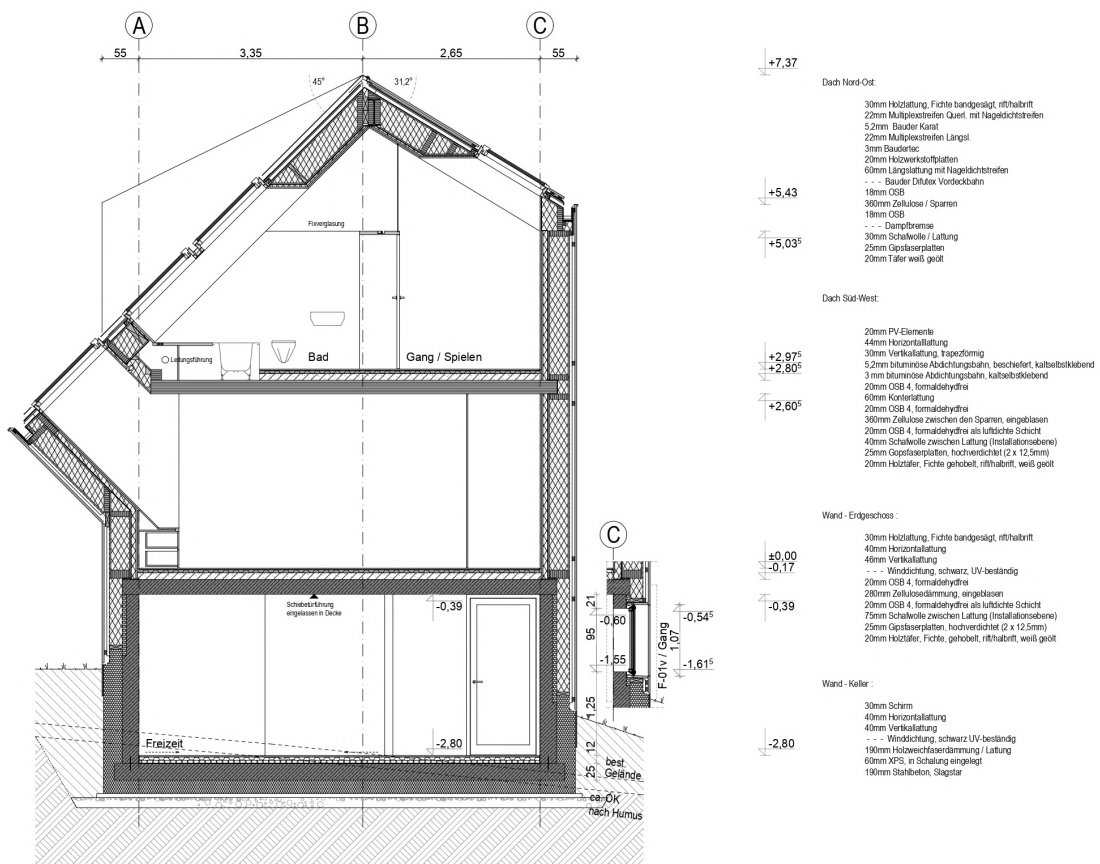 A
B
C
55
3,35
2,65
55
45°
31,2°
Fixverglasung
Leitungsführung
Bad
Gang / Spielen
Schiebetürführung
eingelassen in Decke
-0,39
-2,80
Freizeit
best.
Gelände
ca. OK
nach Humus
C
21
95
1,25
12
25
-0,60
-1,55
F-01v / Gang
1,07
-0,54⁵
-1,61⁵
+7,37
+5,43
+5,03⁵
+2,97⁵
+2,80⁵
+2,60⁵
±0,00
-0,17
-0,39
-2,80
Dach Nord-Ost:
30mm Holzlattung, Fichte bandgesägt, rift/halbrift
22mm Multiplexstreifen Querl. mit Nageldichtstreifen
5,2mm Bauder Karat
22mm Multiplexstreifen Längsl.
3mm Baudertec
20mm Holzwerkstoffplatten
60mm Längslattung mit Nageldichtstreifen
- - - Bauder Difutex Vordeckbahn
18mm OSB
360mm Zellulose / Sparren
18mm OSB
- - - Dampfbremse
30mm Schafwolle / Lattung
25mm Gipsfaserplatten
20mm Täfer weiß geölt
Dach Süd-West:
20mm PV-Elemente
44mm Horizontallattung
30mm Vertikallattung, trapezförmig
5,2mm bituminöse Abdichtungsbahn, beschiefert, kaltselbstklebend
3 mm bituminöse Abdichtungsbahn, kaltselbstklebend
20mm OSB 4, formaldehydfrei
60mm Konterlattung
20mm OSB 4, formaldehydfrei
360mm Zellulose zwischen den Sparren, eingeblasen
20mm OSB 4, formaldehydfrei als luftdichte Schicht
40mm Schafwolle zwischen Lattung (Installationsebene)
25mm Gopsfaserplatten, hochverdichtet (2 x 12,5mm)
20mm Holztäfer, Fichte gehobelt, rift/halbrift, weiß geölt
Wand - Erdgeschoss :
30mm Holzlattung, Fichte bandgesägt, rift/halbrift
40mm Horizontallattung
46mm Vertikallattung
- - - Winddichtung, schwarz, UV-beständig
20mm OSB 4, formaldehydfrei
280mm Zellulosedämmung, eingeblasen
20mm OSB 4, formaldehydfrei als luftdichte Schicht
75mm Schafwolle zwischen Lattung (Installationsebene)
25mm Gipsfaserplatten, hochverdichtet (2 x 12,5mm)
20mm Holztäfer, Fichte, gehobelt, rift/halbrift, weiß geölt
Wand - Keller :
30mm Schirm
40mm Horizontallattung
40mm Vertikallattung
- - - Winddichtung, schwarz UV-beständig
190mm Holzweichfaserdämmung / Lattung
60mm XPS, in Schalung eingelegt
190mm Stahlbeton, Slagstar